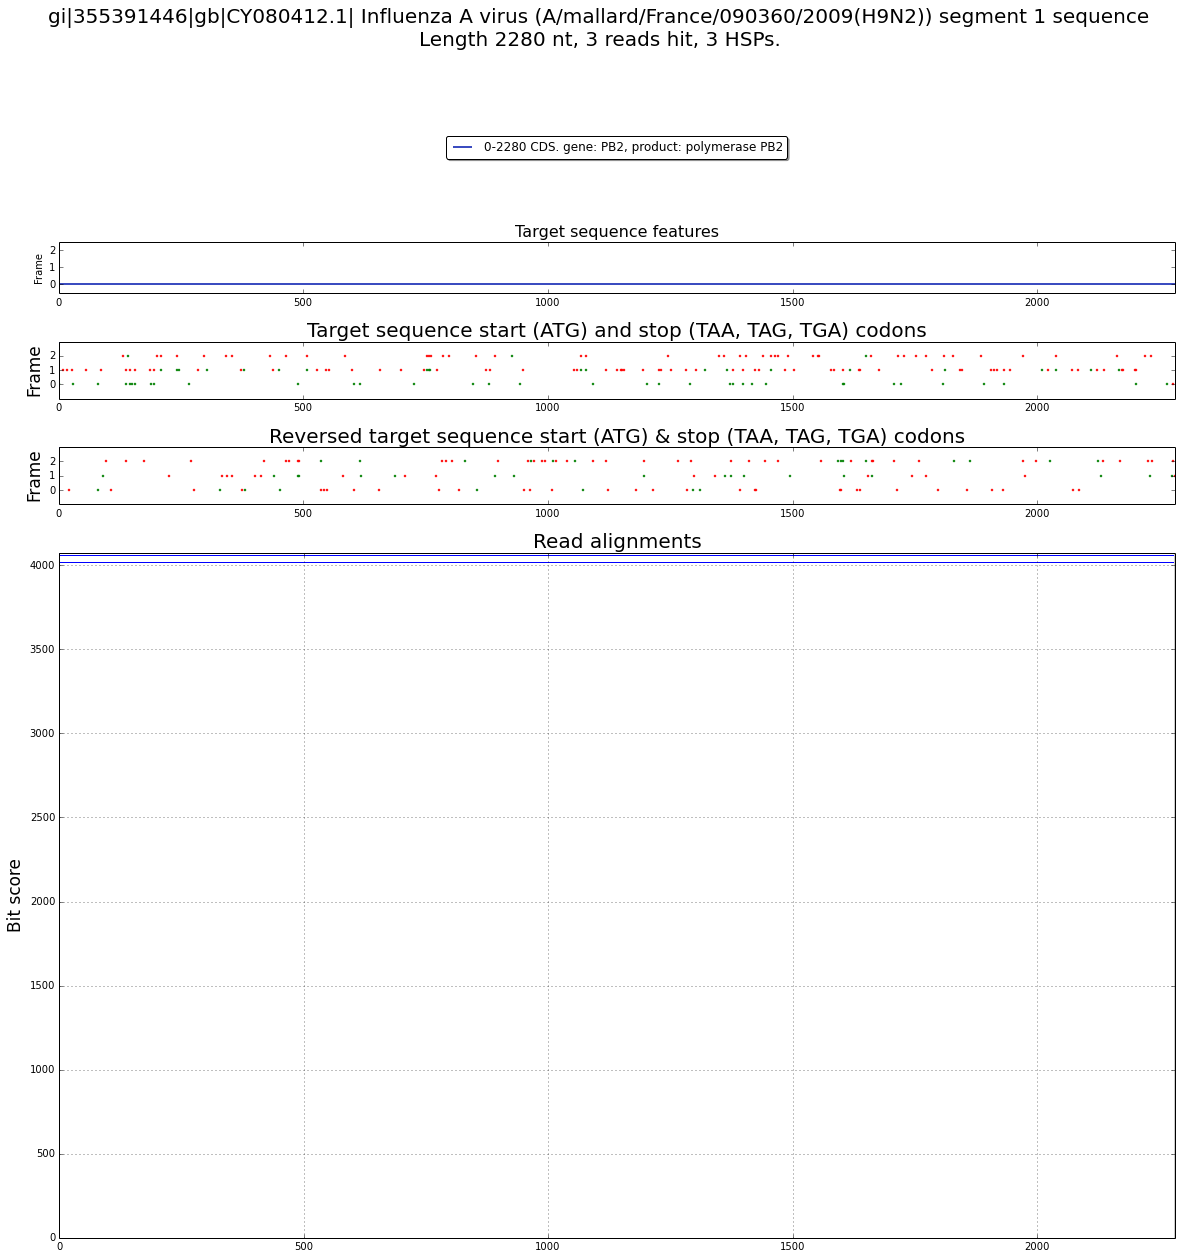 gi|355391446|gb|CY080412.1| Influenza A virus (A/mallard/France/090360/2009(H9N2)) segment 1 sequence
Length 2280 nt, 3 reads hit, 3 HSPs.
0-2280 CDS. gene: PB2, product: polymerase PB2
Target sequence features
Frame
2
1
0
0 500 1000 1500 2000
Target sequence start (ATG) and stop (TAA, TAG, TGA) codons
Frame
2
1
0
0 500 1000 1500 2000
Reversed target sequence start (ATG) & stop (TAA, TAG, TGA) codons
Frame
2
1
0
0 500 1000 1500 2000
Read alignments
Bit score
4000
3500
3000
2500
2000
1500
1000
500
0
0 500 1000 1500 2000